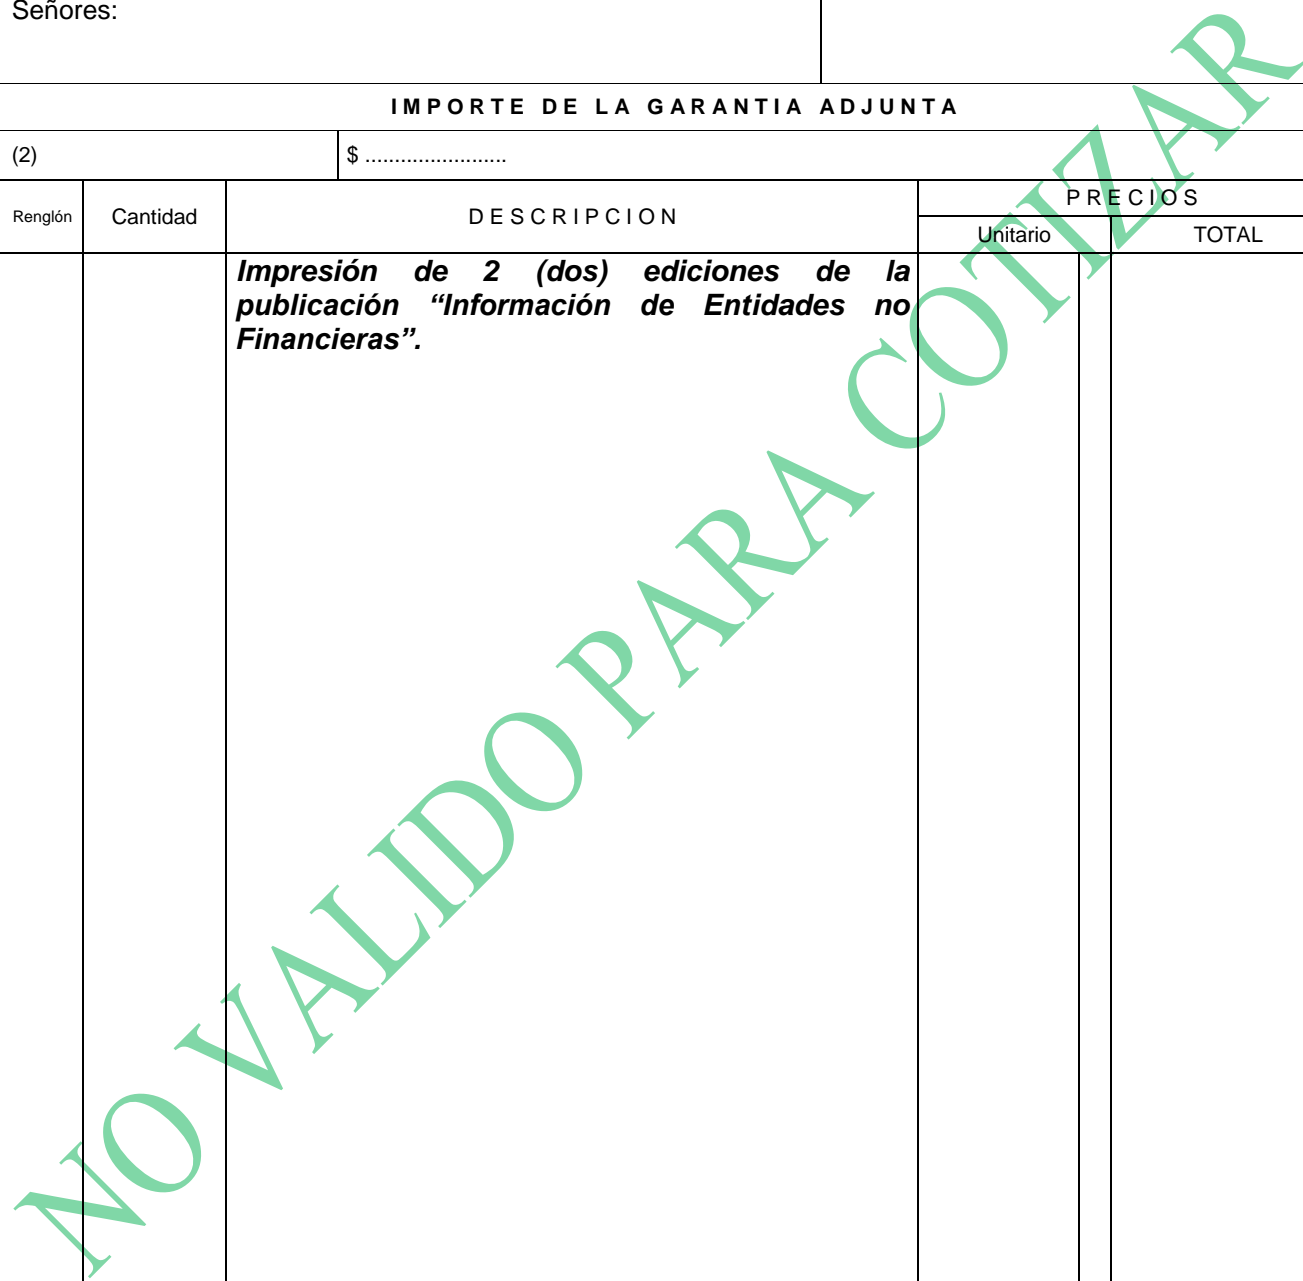 Señores:
IMPORTE DE LA GARANTIA ADJUNTA
(2) $ ........................
Renglón Cantidad DESCRIPCION PRECIOS
Unitario TOTAL
Impresión de 2 (dos) ediciones de la
publicación “Información de Entidades no
Financieras”.
NO VALIDO PARA COTIZAR